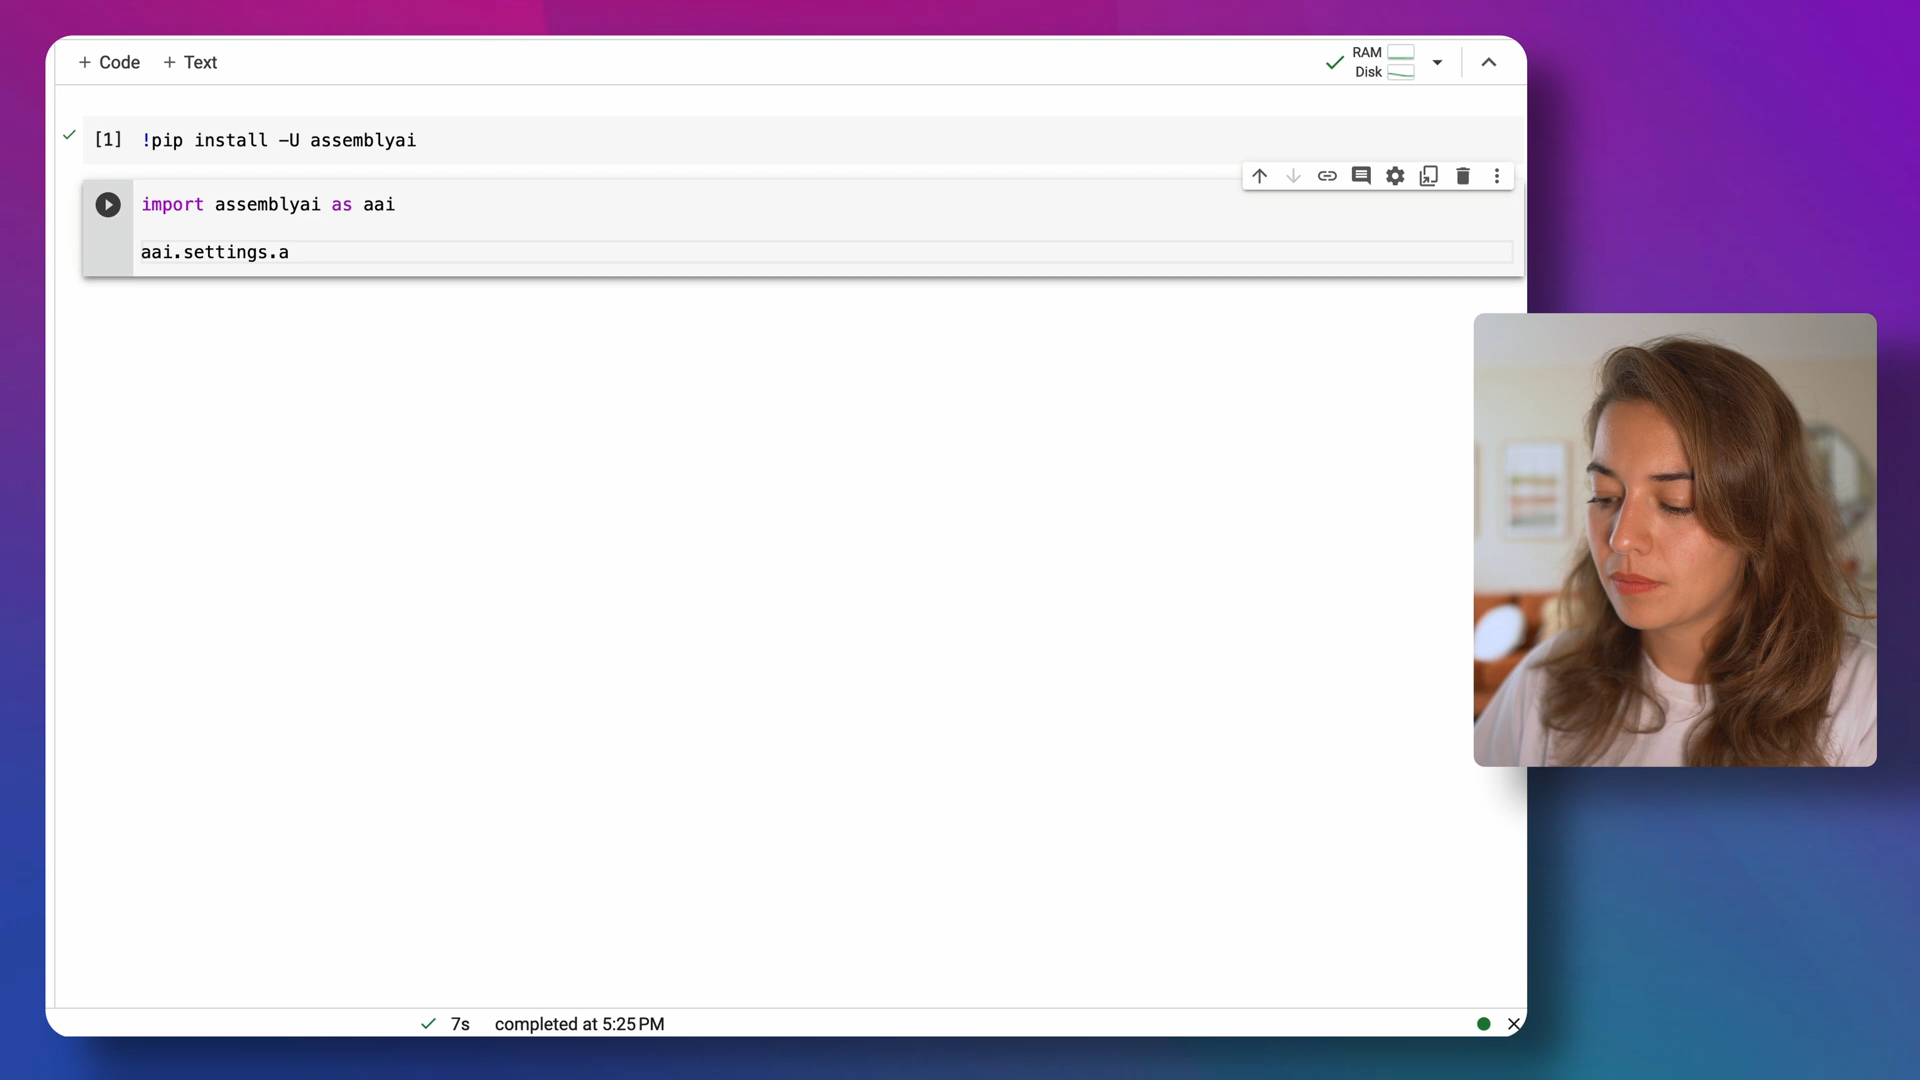 + Code + Text
RAM
Disk
[1] !pip install -U assemblyai
import assemblyai as aai
aai.settings.a
7s completed at 5:25 PM